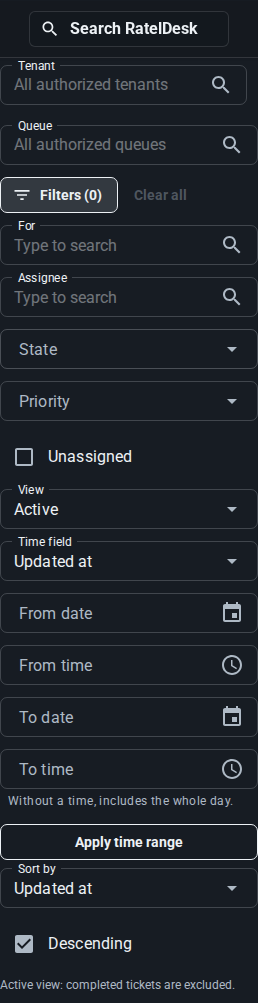 Search RatelDesk
Tenant
All authorized tenants
Queue
All authorized queues
Filters (0)
Clear all
For
Type to search
Assignee
Type to search
State
Priority
Unassigned
View
Active
Time field
Updated at
From date
From time
To date
To time
Without a time, includes the whole day.
Apply time range
Sort by
Updated at
Descending
Active view: completed tickets are excluded.